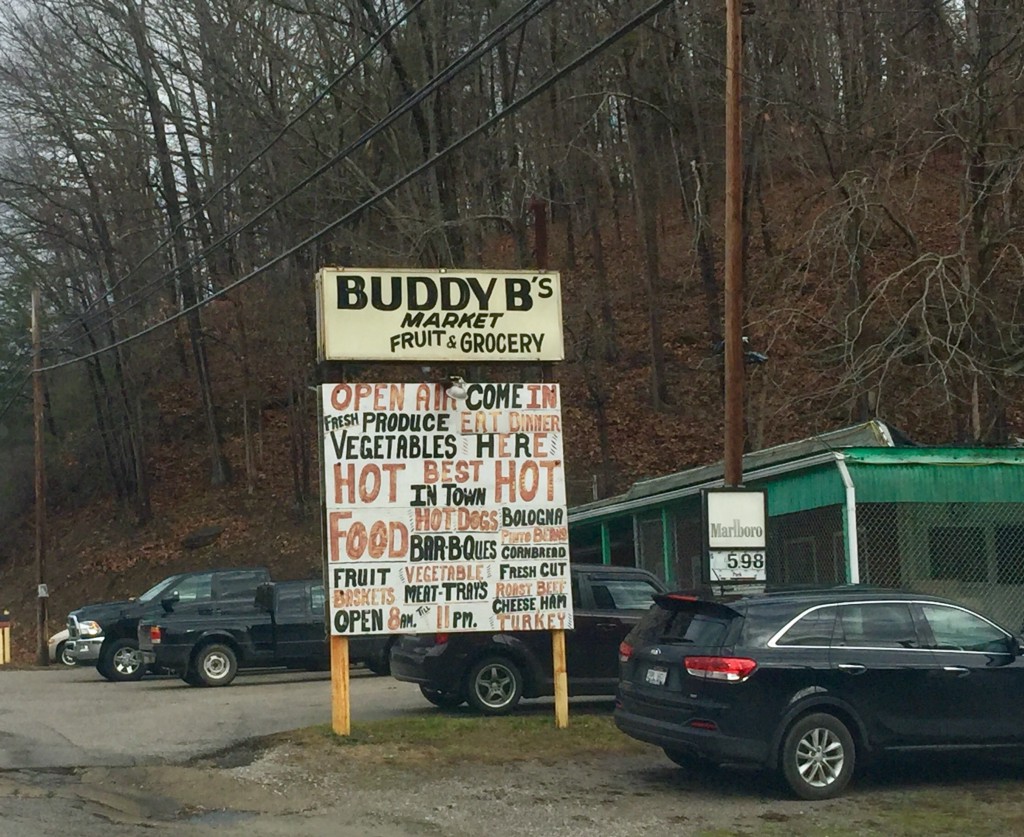 BUDDY B's
MARKET
FRUIT & GROCERY
OPEN AIR COME IN
FRESH PRODUCE EAT DINNER
VEGETABLES HERE
HOT BEST IN TOWN HOT
FOOD HOT DOGS BOLOGNA
PINTO BEANS
BAR-B-QUES CORNBREAD
FRUIT BASKETS VEGETABLE MEAT-TRAYS FRESH CUT
ROAST BEEF
CHEESE HAM
OPEN 8AM. TILL 11PM. TURKEY
Marlboro
5.98